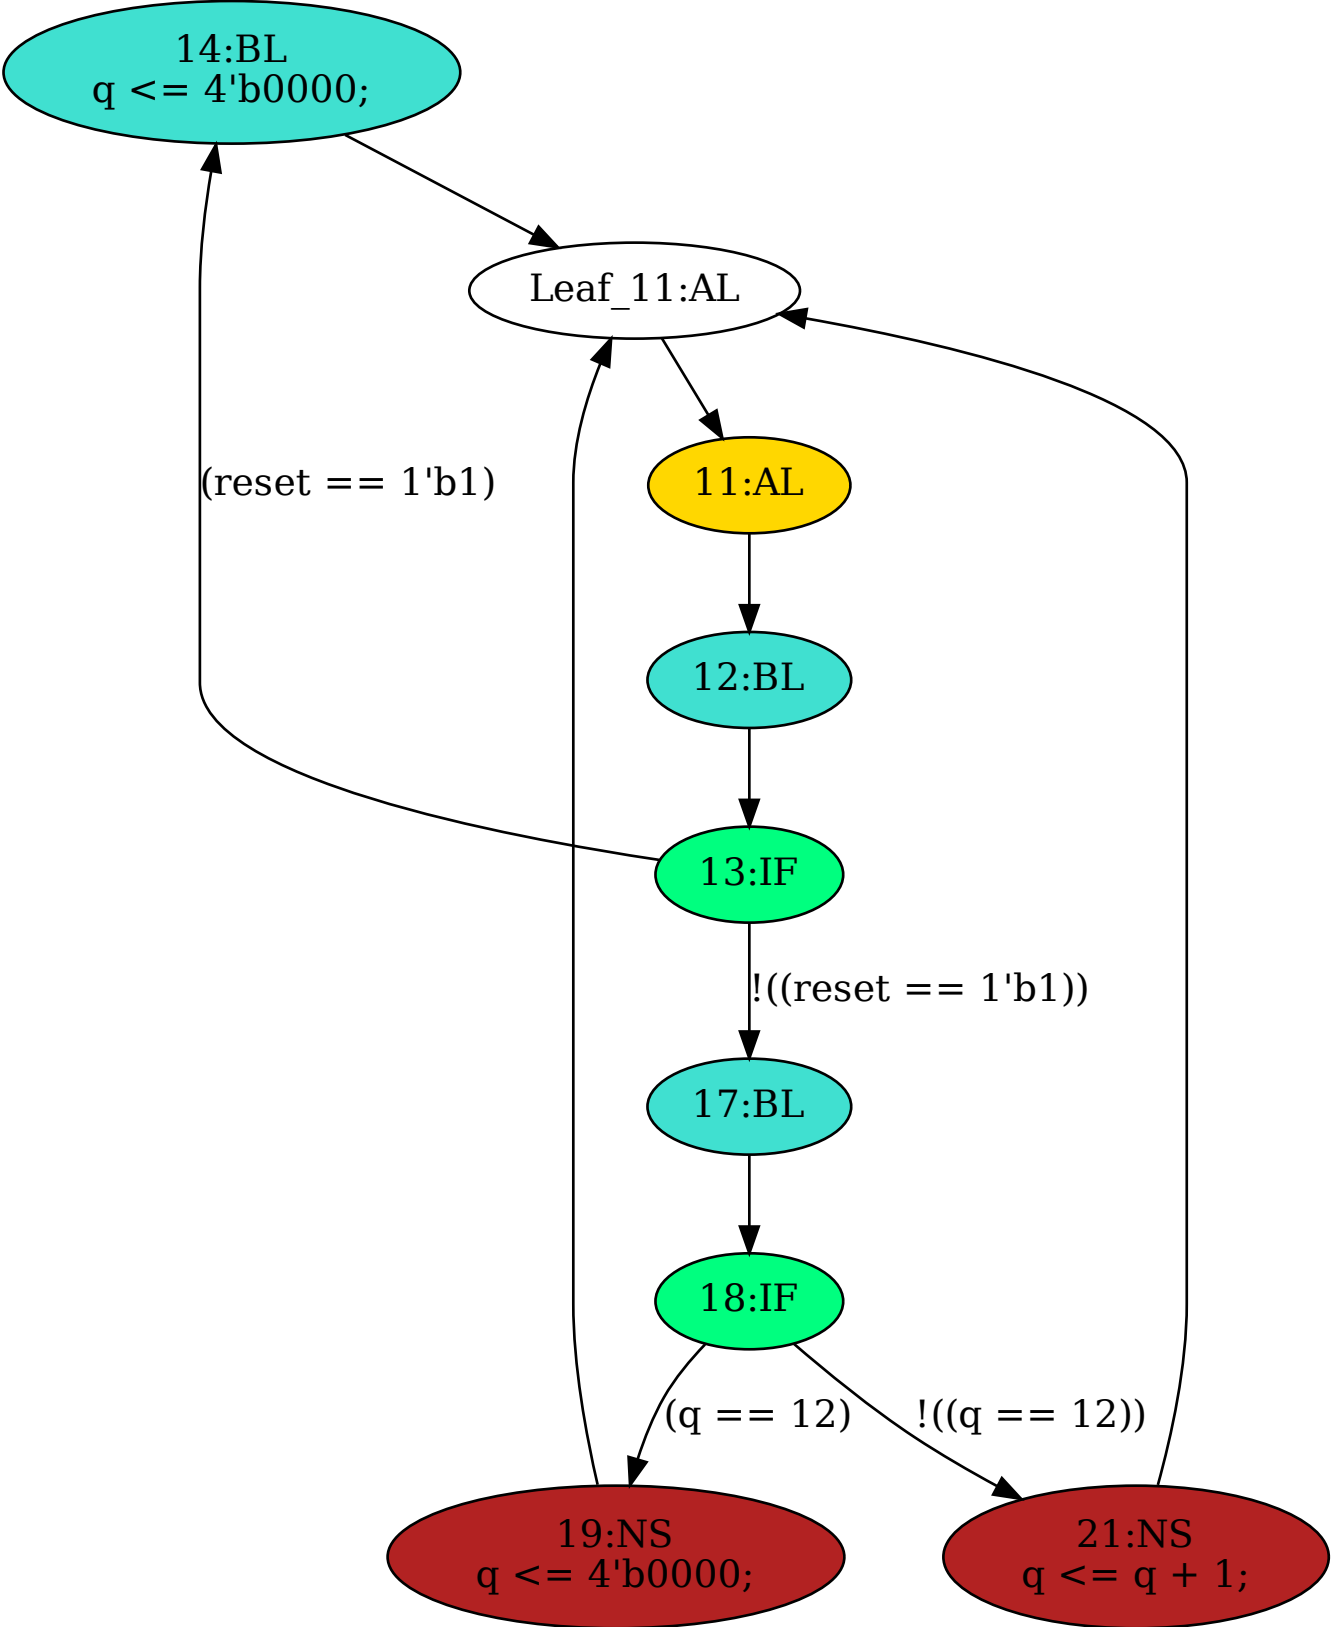 14:BL
q <= 4'b0000;
Leaf_11:AL
(reset == 1'b1)
11:AL
12:BL
13:IF
!((reset == 1'b1))
17:BL
18:IF
(q == 12)
!((q == 12))
19:NS
q <= 4'b0000;
21:NS
q <= q + 1;